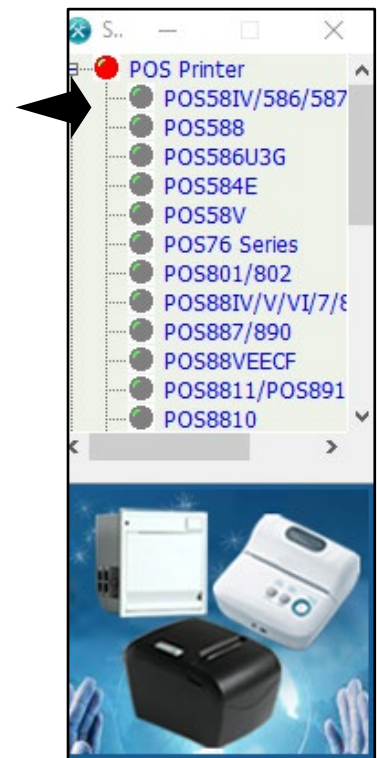 S..
POS Printer
POS58IV/586/587
POS588
POS586U3G
POS584E
POS58V
POS76 Series
POS801/802
POS88IV/V/VI/7/8
POS887/890
POS88VEECF
POS8811/POS891
POS8810